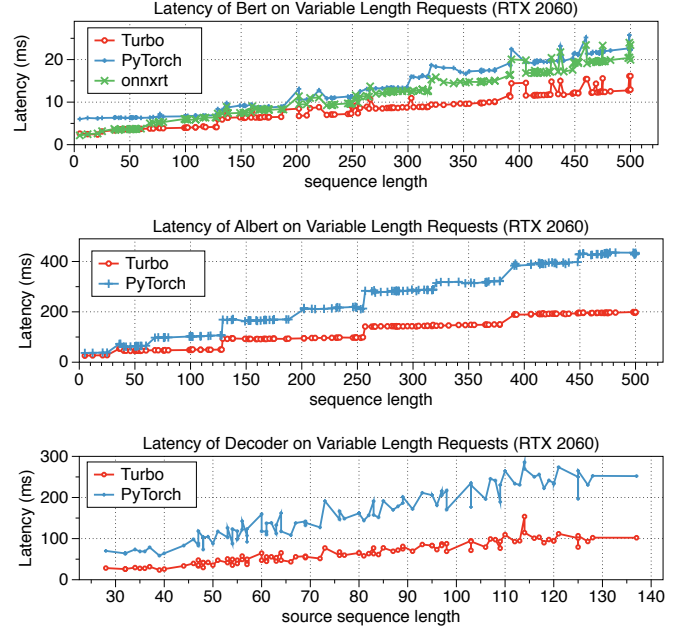 Latency of Bert on Variable Length Requests (RTX 2060)
Latency (ms)
20
10
0
Turbo
PyTorch
onnxrt
0 50 100 150 200 250 300 350 400 450 500
sequence length
Latency of Albert on Variable Length Requests (RTX 2060)
Latency (ms)
400
200
0
Turbo
PyTorch
0 50 100 150 200 250 300 350 400 450 500
sequence length
Latency of Decoder on Variable Length Requests (RTX 2060)
Latency (ms)
300
200
100
0
Turbo
PyTorch
30 40 50 60 70 80 90 100 110 120 130 140
source sequence length